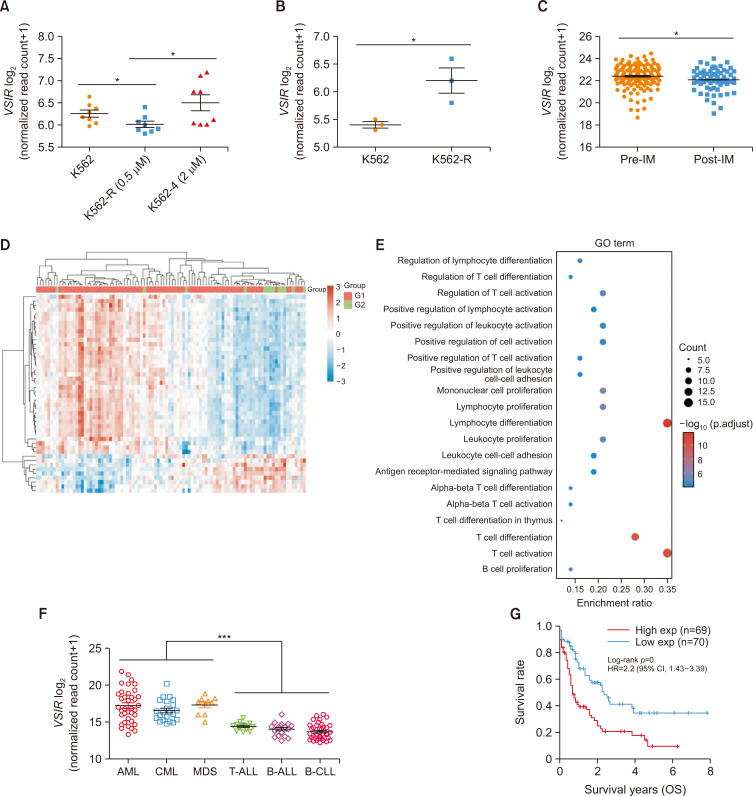 A
VSIR log2
(normalized read count+1)
8.0
7.5
7.0
6.5
6.0
5.5
*
*
K562
K562-R (0.5 μM)
K562-4 (2 μM)
B
VSIR log2
(normalized read count+1)
7.0
6.5
6.0
5.5
5.0
*
K562
K562-R
C
VSIR log2
(normalized read count+1)
26
24
22
20
18
16
*
Pre-IM
Post-IM
D
Group
3
2
1
0
−1
−2
−3
Group
G1
G2
E
GO term
Regulation of lymphocyte differentiation
Regulation of T cell differentiation
Regulation of T cell activation
Positive regulation of lymphocyte activation
Positive regulation of leukocyte activation
Positive regulation of cell activation
Positive regulation of T cell activation
Positive regulation of leukocyte
cell-cell adhesion
Mononuclear cell proliferation
Lymphocyte proliferation
Lymphocyte differentiation
Leukocyte proliferation
Leukocyte cell-cell adhesion
Antigen receptor-mediated signaling pathway
Alpha-beta T cell differentiation
Alpha-beta T cell activation
T cell differentiation in thymus
T cell differentiation
T cell activation
B cell proliferation
0.15
0.20
0.25
0.30
0.35
Enrichment ratio
Count
5.0
7.5
10.0
12.5
15.0
−log10 (p.adjust)
10
8
6
F
VSIR log2
(normalized read count+1)
25
20
15
10
***
AML
CML
MDS
T-ALL
B-ALL
B-CLL
G
High exp (n=69)
Low exp (n=70)
Log-rank p=0
HR=2.2 (95% CI, 1.43−3.39)
Survival rate
1.0
0.8
0.6
0.4
0.2
0
0
2
4
6
8
Survival years (OS)